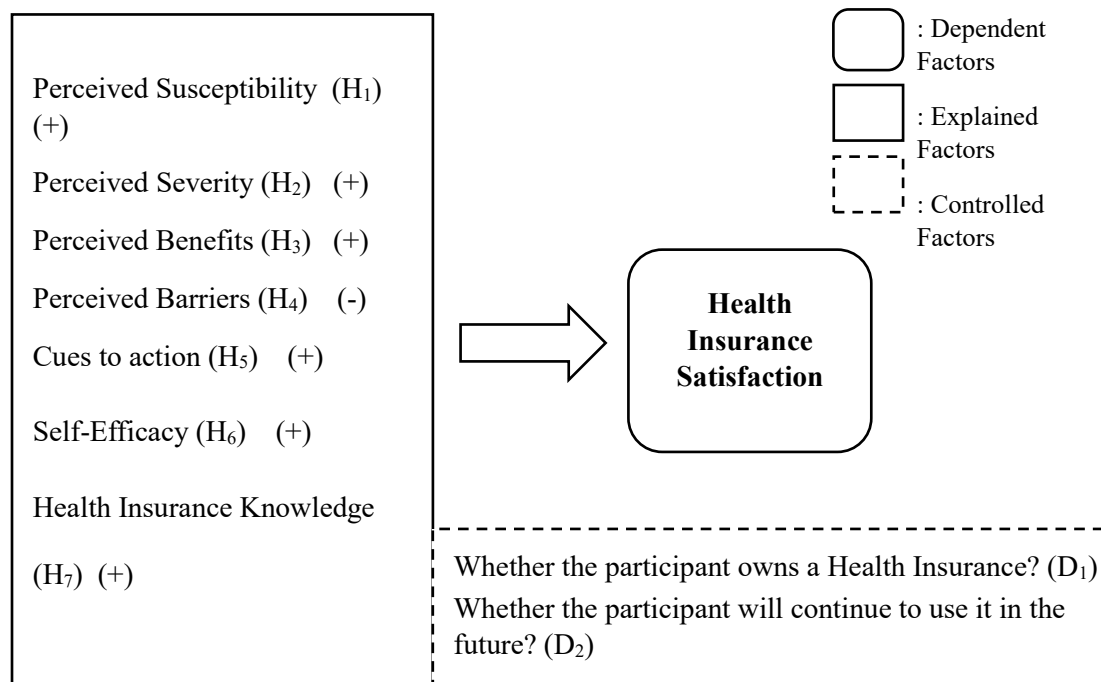 Perceived Susceptibility (H₁)
(+)
Perceived Severity (H₂) (+)
Perceived Benefits (H₃) (+)
Perceived Barriers (H₄) (-)
Cues to action (H₅) (+)
Self-Efficacy (H₆) (+)
Health Insurance Knowledge
(H₇) (+)
: Dependent
Factors
: Explained
Factors
: Controlled
Factors
Health
Insurance
Satisfaction
Whether the participant owns a Health Insurance? (D₁)
Whether the participant will continue to use it in the
future? (D₂)